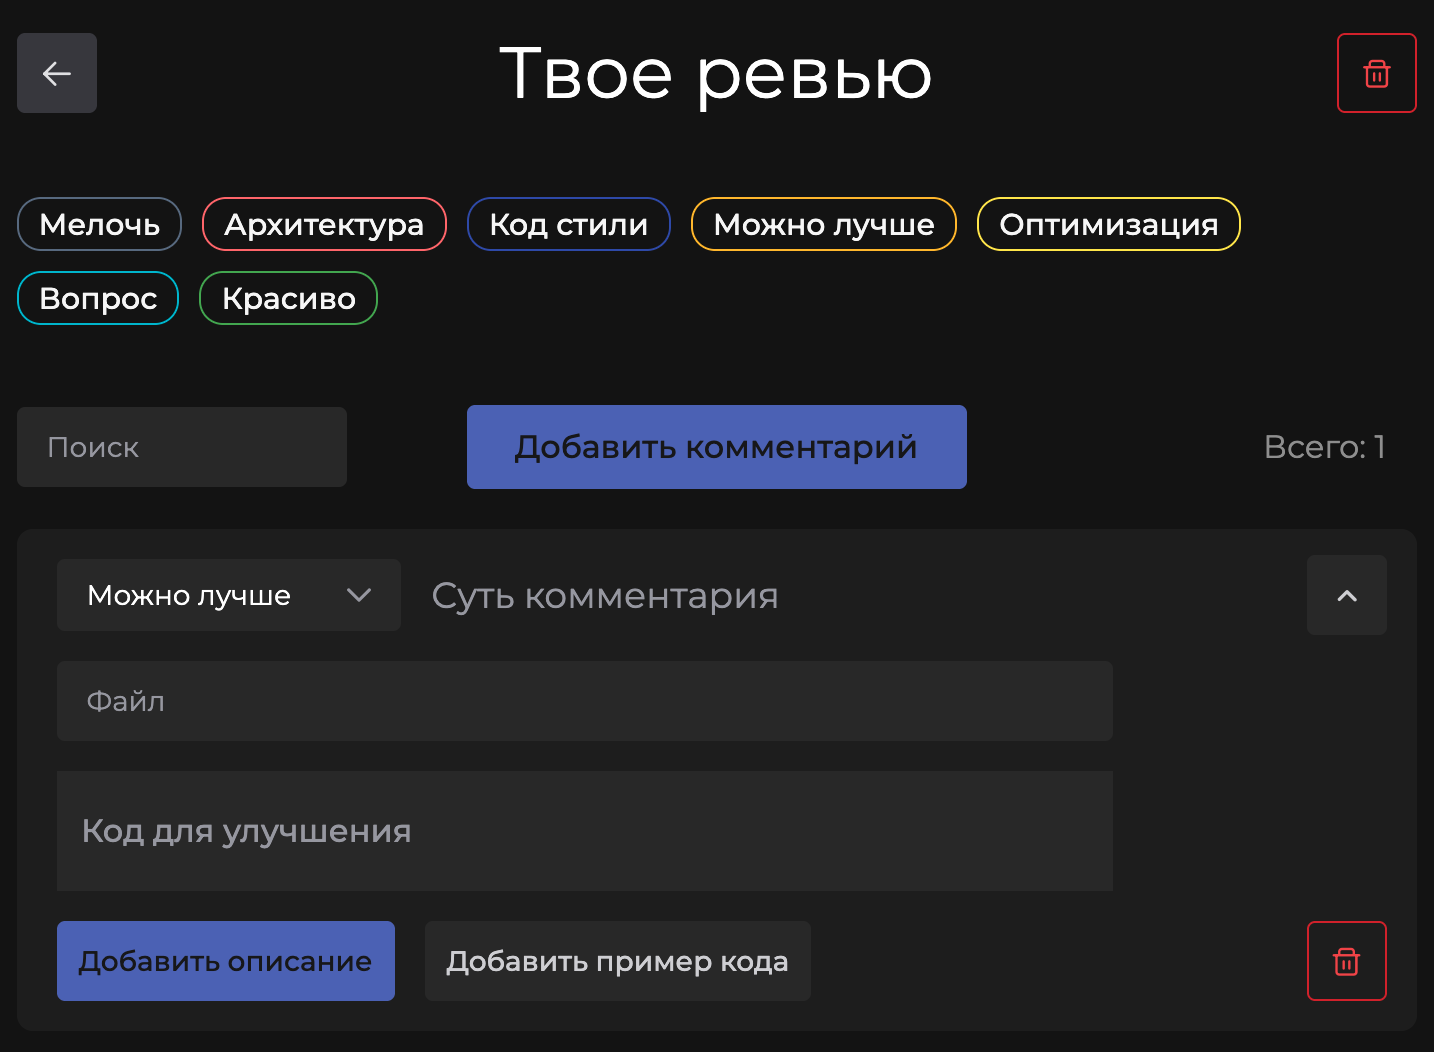 Твое ревью
Мелочь
Архитектура
Код стили
Можно лучше
Оптимизация
Вопрос
Красиво
Поиск
Добавить комментарий
Всего: 1
Можно лучше
Суть комментария
Файл
Код для улучшения
Добавить описание
Добавить пример кода